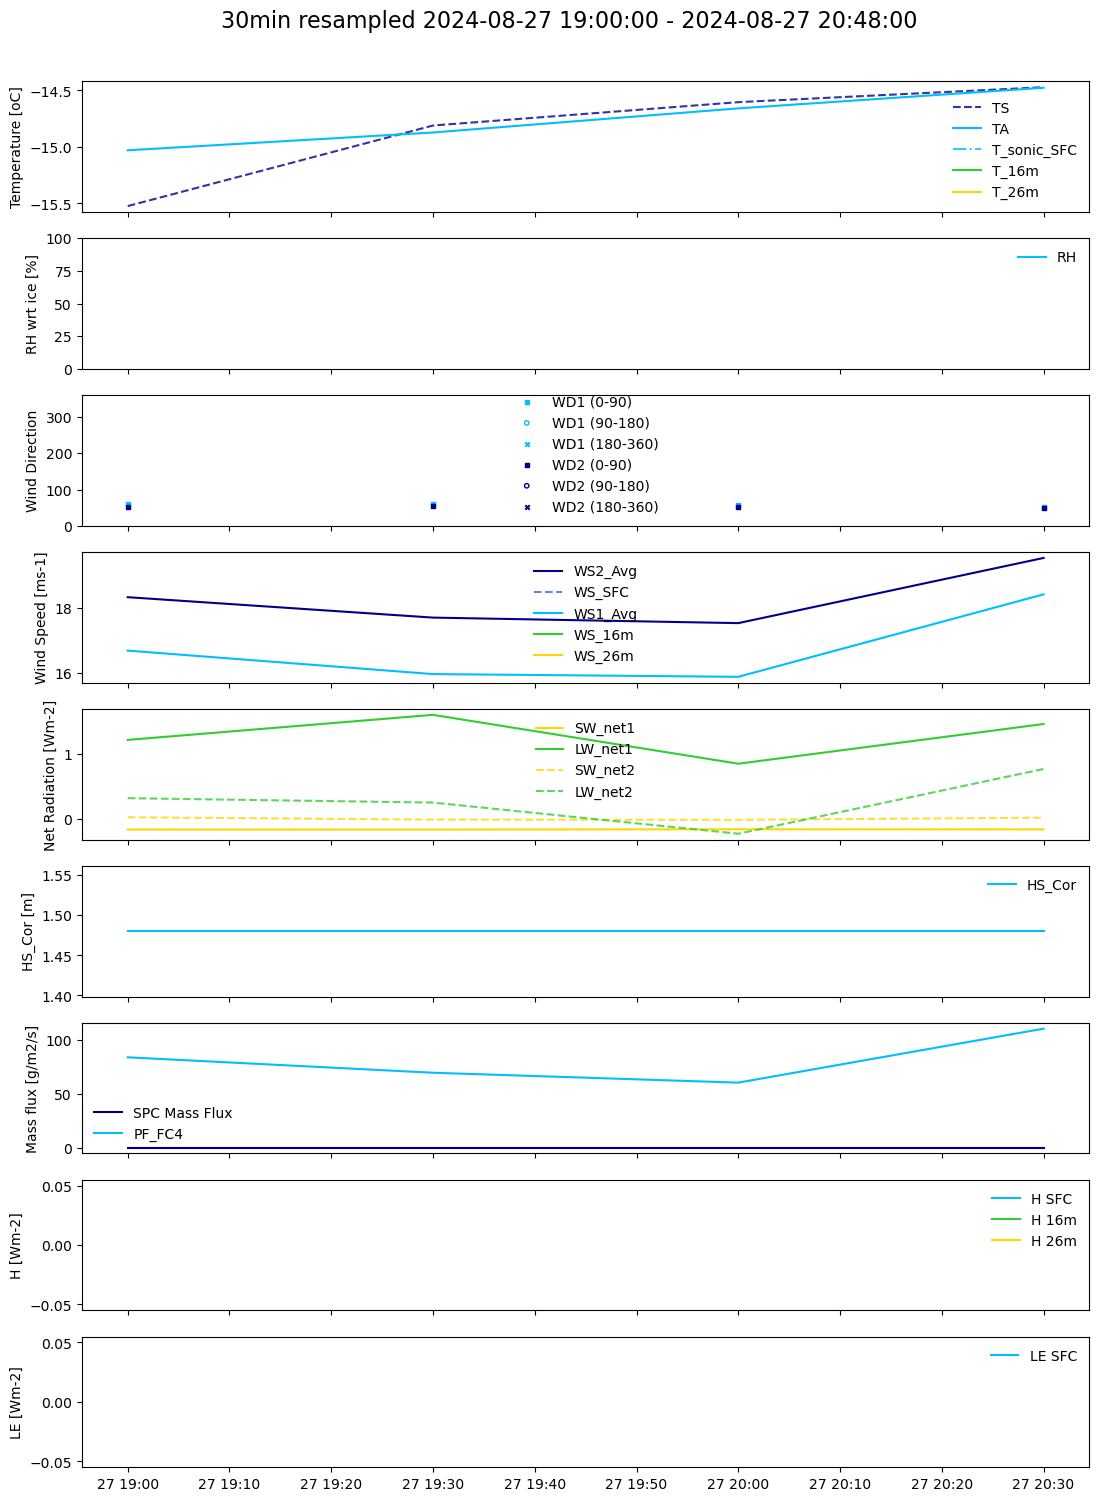 30min resampled 2024-08-27 19:00:00 - 2024-08-27 20:48:00
Temperature [oC]
−14.5
−15.0
−15.5
TS
TA
T_sonic_SFC
T_16m
T_26m
RH wrt ice [%]
100
75
50
25
0
RH
Wind Direction
300
200
100
0
WD1 (0-90)
WD1 (90-180)
WD1 (180-360)
WD2 (0-90)
WD2 (90-180)
WD2 (180-360)
Wind Speed [ms-1]
18
16
WS2_Avg
WS_SFC
WS1_Avg
WS_16m
WS_26m
Net Radiation [Wm-2]
1
0
SW_net1
LW_net1
SW_net2
LW_net2
HS_Cor [m]
1.55
1.50
1.45
1.40
HS_Cor
Mass flux [g/m2/s]
100
50
0
SPC Mass Flux
PF_FC4
H [Wm-2]
0.05
0.00
−0.05
H SFC
H 16m
H 26m
LE [Wm-2]
0.05
0.00
−0.05
LE SFC
27 19:00 27 19:10 27 19:20 27 19:30 27 19:40 27 19:50 27 20:00 27 20:10 27 20:20 27 20:30